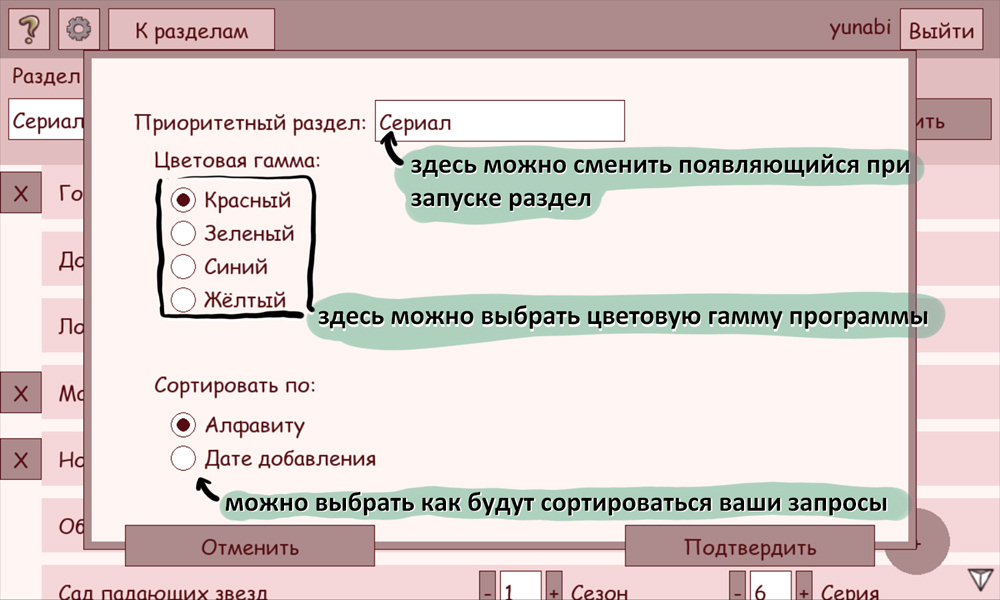 ?
К разделам
yunabi
Выйти
Раздел
Сериал
ить
Приоритетный раздел: Сериал
здесь можно сменить появляющийся при
запуске раздел
Цветовая гамма:
Красный
Зеленый
Синий
Жёлтый
здесь можно выбрать цветовую гамму программы
X Го
До
Ло
X Ма
X Но
Об
Сортировать по:
Алфавиту
Дате добавления
можно выбрать как будут сортироваться ваши запросы
Отменить
Подтвердить
Сад падающих звезд - 1 + Сезон - 6 + Серия